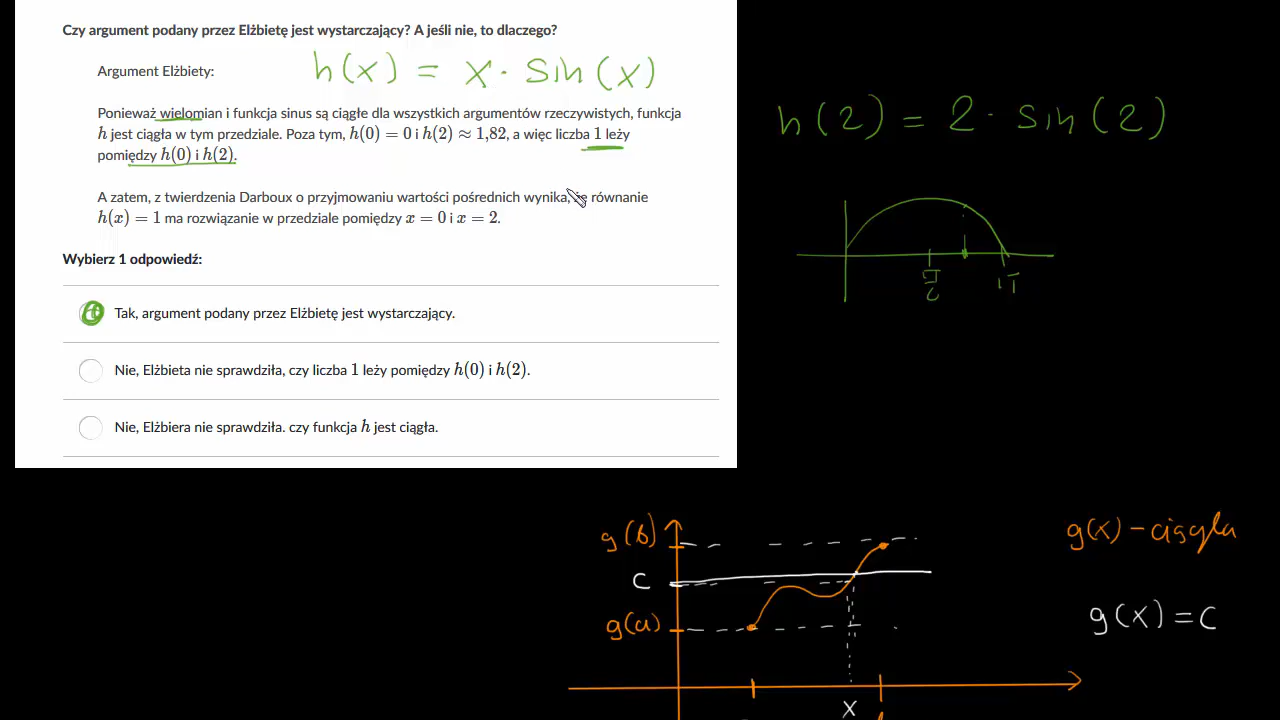 Czy argument podany przez Elżbietę jest wystarczający? A jeśli nie, to dlaczego?
Argument Elżbiety:
h(x) = x · sin(x)
Ponieważ wielomian i funkcja sinus są ciągłe dla wszystkich argumentów rzeczywistych, funkcja
h jest ciągła w tym przedziale. Poza tym, h(0) = 0 i h(2) ≈ 1,82, a więc liczba 1 leży
pomiędzy h(0) i h(2).
A zatem, z twierdzenia Darboux o przyjmowaniu wartości pośrednich wynika, że równanie
h(x) = 1 ma rozwiązanie w przedziale pomiędzy x = 0 i x = 2.
Wybierz 1 odpowiedź:
Tak, argument podany przez Elżbietę jest wystarczający.
Nie, Elżbieta nie sprawdziła, czy liczba 1 leży pomiędzy h(0) i h(2).
Nie, Elżbiera nie sprawdziła. czy funkcja h jest ciągła.
h(2) = 2 · sin(2)
π/2
π
g(b)
c
g(a)
x
g(x) – ciągła
g(x) = c